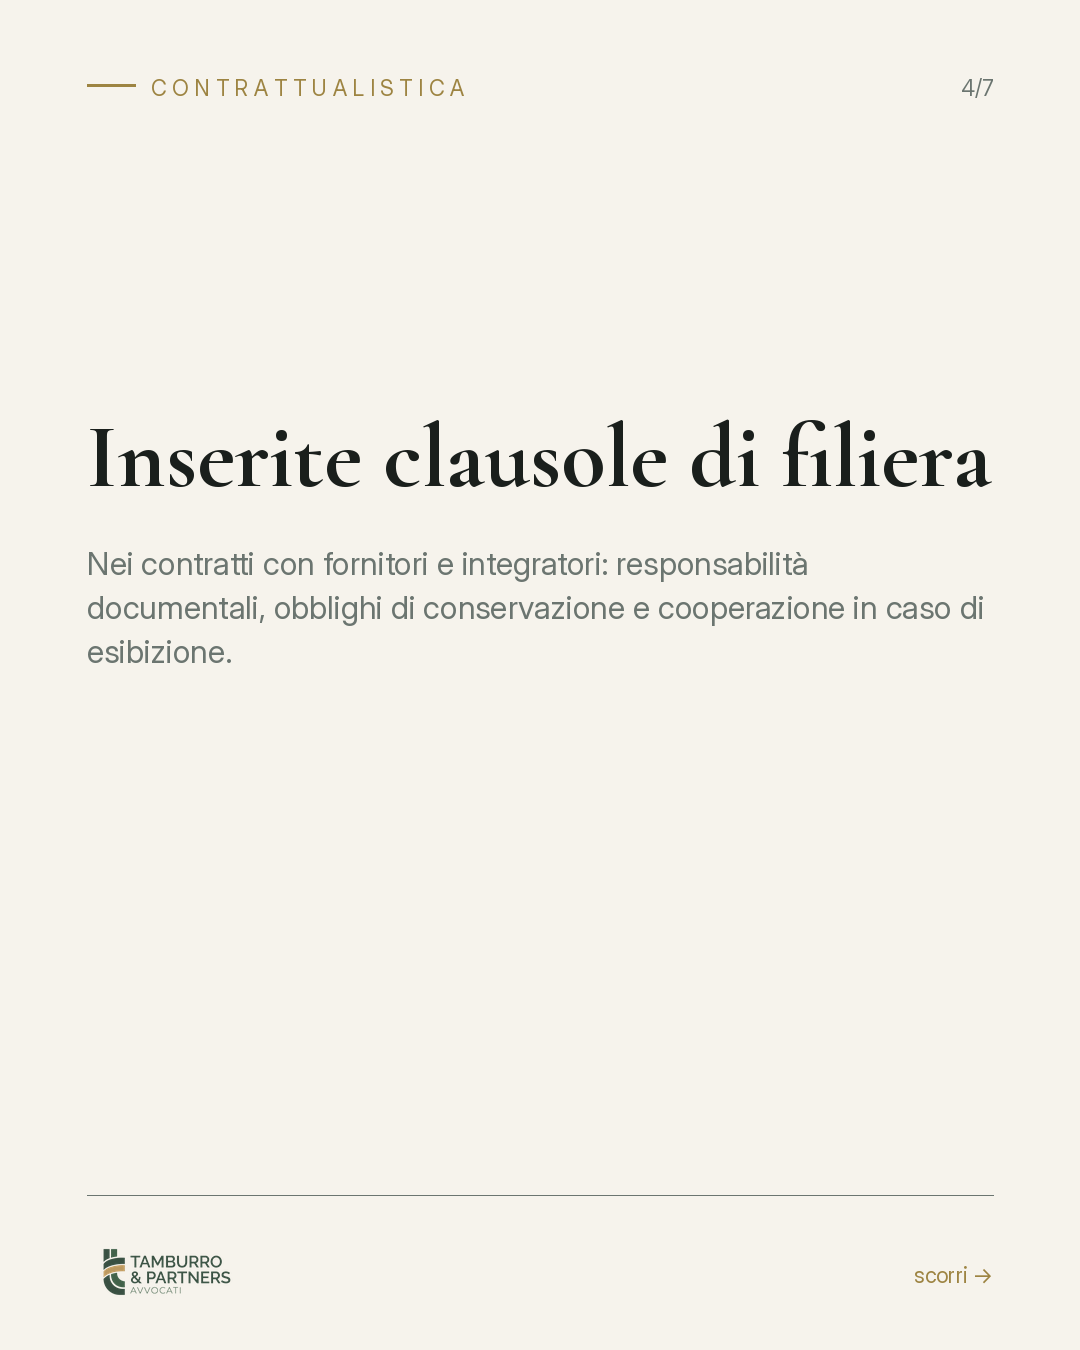 CONTRATTUALISTICA
4/7
Inserite clausole di filiera
Nei contratti con fornitori e integratori: responsabilità
documentali, obblighi di conservazione e cooperazione in caso di
esibizione.
TAMBURRO
& PARTNERS
AVVOCATI
scorri →